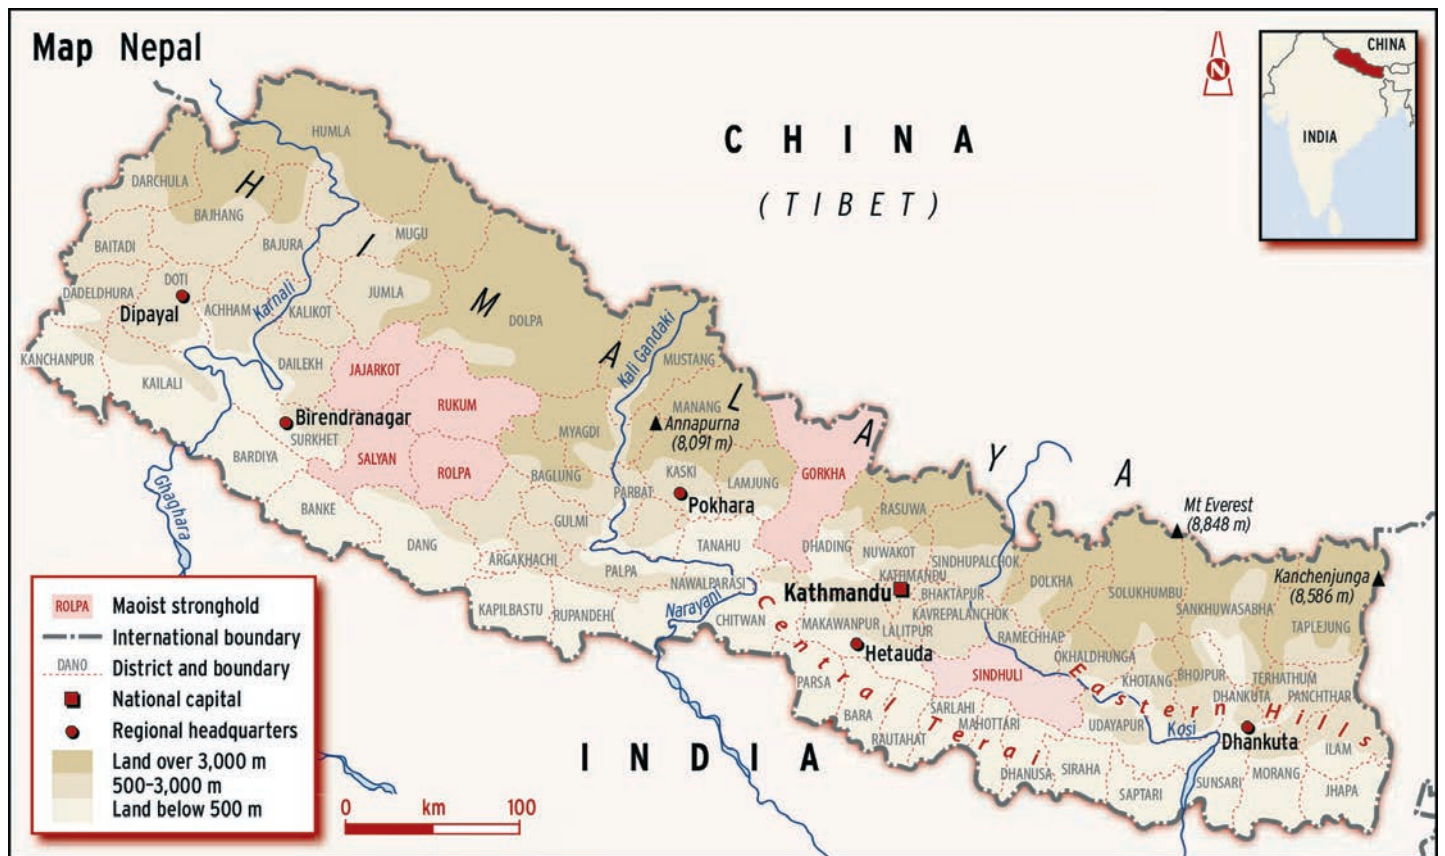 Map Nepal
N
CHINA
INDIA
CHINA
(TIBET)
HIMALAYA
HUMLA
DARCHULA
BAJHANG
BAITADI
BAJURA
MUGU
DOTI
DADELDHURA
Dipayal
ACHHAM
Karnali
KALIKOT
JUMLA
DOLPA
KANCHANPUR
KAILALI
DAILEKH
JAJARKOT
RUKUM
Birendranagar
SURKHET
BARDIYA
SALYAN
ROLPA
Ghaghara
BANKE
DANG
Kali Gandaki
MUSTANG
MANANG
Annapurna
(8,091 m)
MYAGDI
BAGLUNG
PARBAT
KASKI
LAMJUNG
Pokhara
GORKHA
GULMI
ARGAKHACHI
PALPA
TANAHU
NAWALPARASI
KAPILBASTU
RUPANDEHI
Narayani
CHITWAN
DHADING
RASUWA
NUWAKOT
SINDHUPALCHOK
KATHMANDU
Kathmandu
BHAKTAPUR
KAVREPALANCHOK
LALITPUR
MAKAWANPUR
Hetauda
RAMECHHAP
DOLKHA
Mt Everest
(8,848 m)
SOLUKHUMBU
SANKHUWASABHA
Kanchenjunga
(8,586 m)
TAPLEJUNG
OKHALDHUNGA
KHOTANG
BHOJPUR
TERHATHUM
DHANKUTA
PANCHTHAR
SINDHULI
Central Terai
Eastern Hills
PARSA
BARA
RAUTAHAT
SARLAHI
MAHOTTARI
DHANUSA
SIRAHA
UDAYAPUR
Kosi
Dhankuta
ILAM
SAPTARI
SUNSARI
MORANG
JHAPA
INDIA
ROLPA Maoist stronghold
International boundary
DANO District and boundary
National capital
Regional headquarters
Land over 3,000 m
500–3,000 m
Land below 500 m
0 km 100